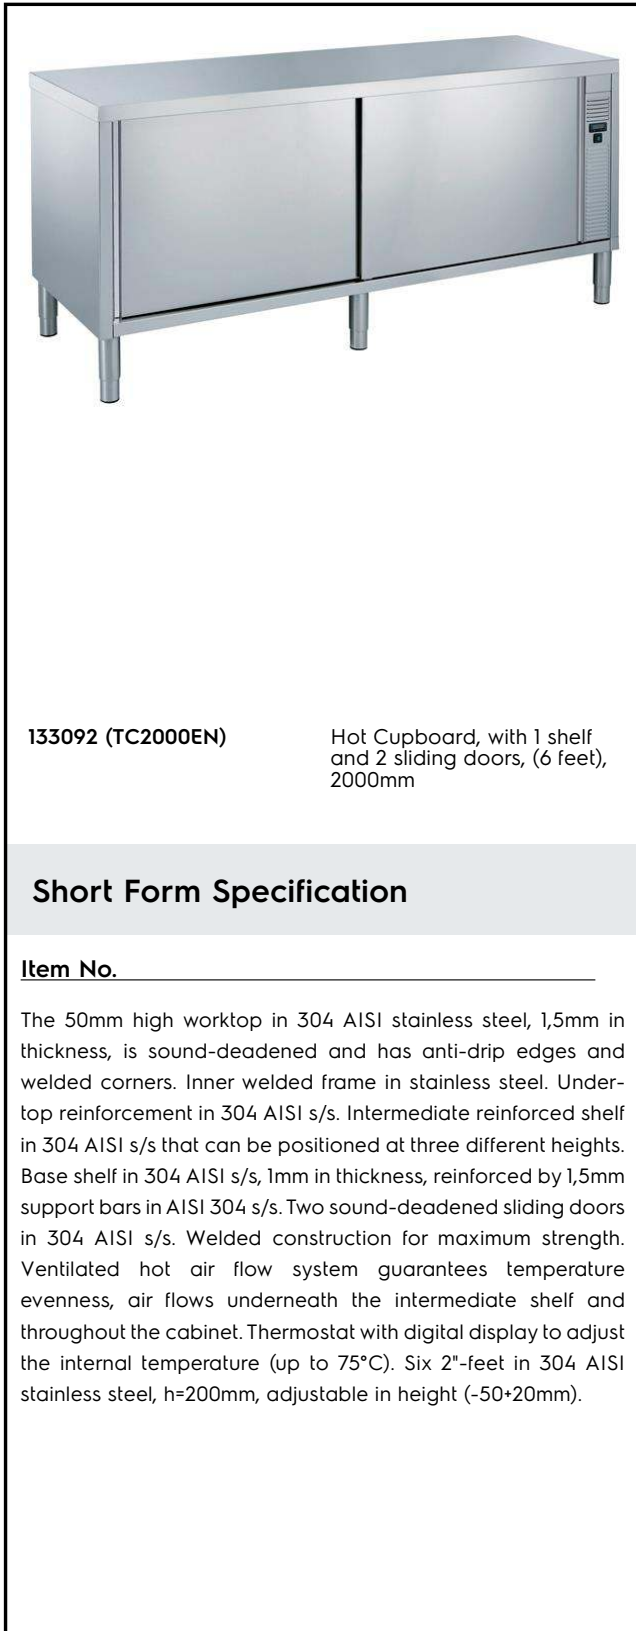 133092 (TC2000EN)
Hot Cupboard, with 1 shelf
and 2 sliding doors, (6 feet),
2000mm
Short Form Specification
Item No.
The 50mm high worktop in 304 AISI stainless steel, 1,5mm in
thickness, is sound-deadened and has anti-drip edges and
welded corners. Inner welded frame in stainless steel. Under-
top reinforcement in 304 AISI s/s. Intermediate reinforced shelf
in 304 AISI s/s that can be positioned at three different heights.
Base shelf in 304 AISI s/s, 1mm in thickness, reinforced by 1,5mm
support bars in AISI 304 s/s. Two sound-deadened sliding doors
in 304 AISI s/s. Welded construction for maximum strength.
Ventilated hot air flow system guarantees temperature
evenness, air flows underneath the intermediate shelf and
throughout the cabinet. Thermostat with digital display to adjust
the internal temperature (up to 75°C). Six 2"-feet in 304 AISI
stainless steel, h=200mm, adjustable in height (-50+20mm).